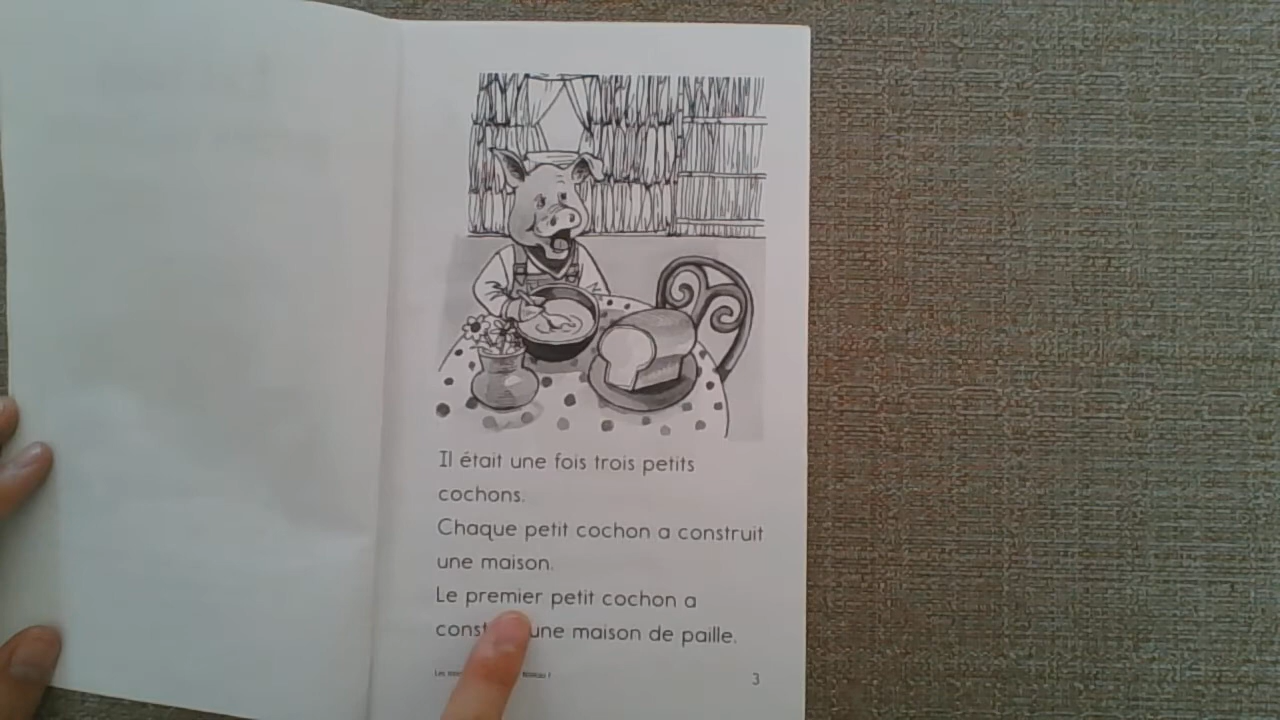 Il était une fois trois petits
cochons.
Chaque petit cochon a construit
une maison.
Le premier petit cochon a
une maison de paille.
Les
3